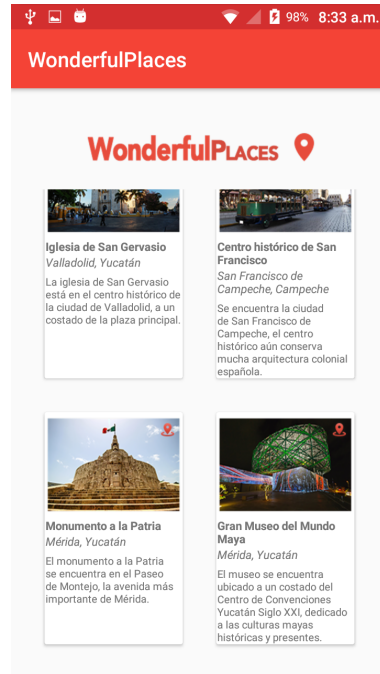 98% 8:33 a.m.
WonderfulPlaces
WonderfulPLACES
Iglesia de San Gervasio
Valladolid, Yucatán
La iglesia de San Gervasio
está en el centro histórico de
la ciudad de Valladolid, a un
costado de la plaza principal.
Centro histórico de San
Francisco
San Francisco de
Campeche, Campeche
Se encuentra la ciudad
de San Francisco de
Campeche, el centro
histórico aún conserva
mucha arquitectura colonial
española.
Monumento a la Patria
Mérida, Yucatán
El monumento a la Patria
se encuentra en el Paseo
de Montejo, la avenida más
importante de Mérida.
Gran Museo del Mundo
Maya
Mérida, Yucatán
El museo se encuentra
ubicado a un costado del
Centro de Convenciones
Yucatán Siglo XXI, dedicado
a las culturas mayas
históricas y presentes.